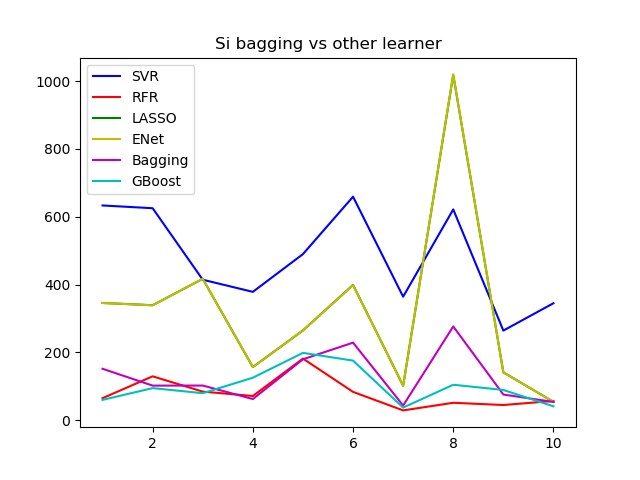 Si bagging vs other learner
SVR
RFR
LASSO
ENet
Bagging
GBoost
1000
800
600
400
200
0
2 4 6 8 10